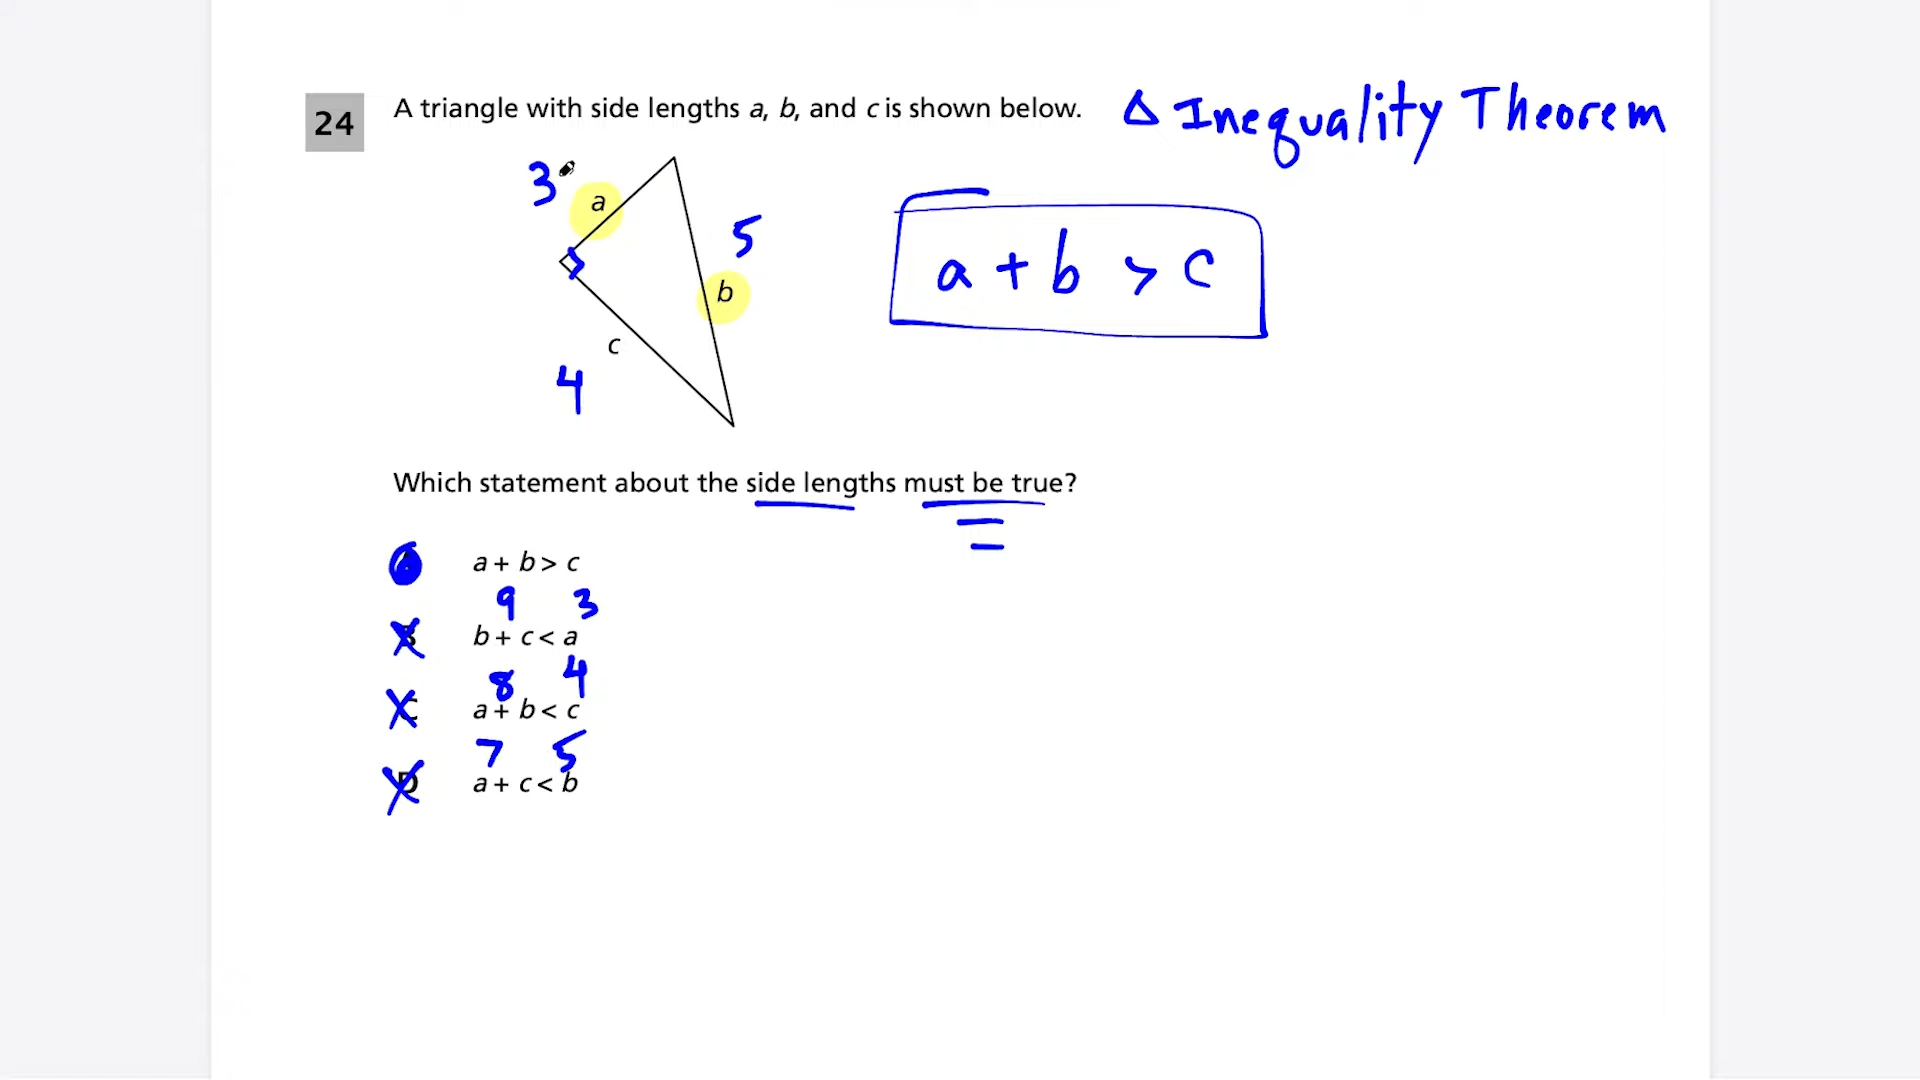 24 A triangle with side lengths a, b, and c is shown below. Δ Inequality Theorem
3
a
5
a + b > c
b
c
4
Which statement about the side lengths must be true?
a + b > c
9 3
B b + c < a
8 4
C a + b < c
7 5
D a + c < b